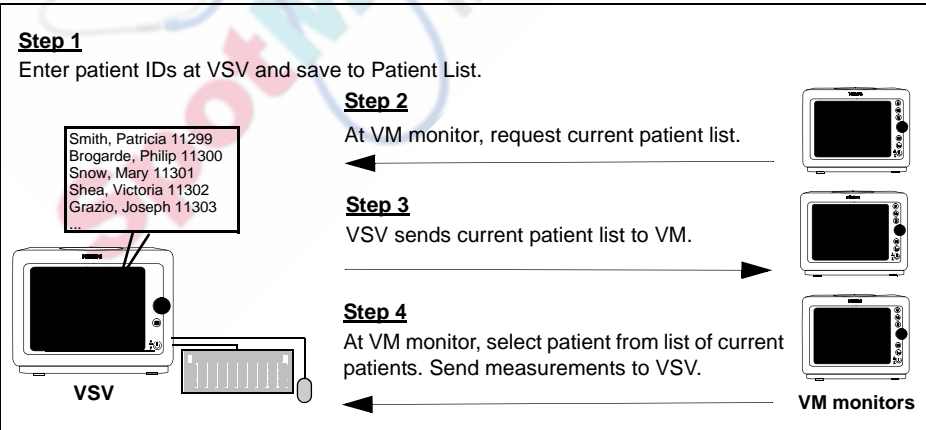 Step 1
Enter patient IDs at VSV and save to Patient List.
Step 2
At VM monitor, request current patient list.
Smith, Patricia 11299
Brogarde, Philip 11300
Snow, Mary 11301
Shea, Victoria 11302
Grazio, Joseph 11303
...
Step 3
VSV sends current patient list to VM.
Step 4
At VM monitor, select patient from list of current
patients. Send measurements to VSV.
VSV
VM monitors